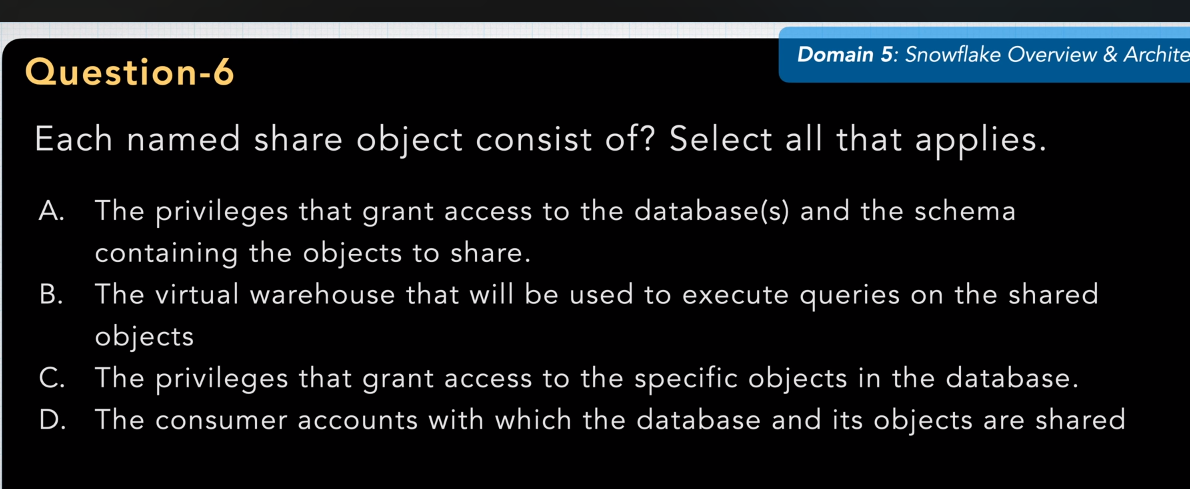 Domain 5: Snowflake Overview & Archite
Question-6
Each named share object consist of? Select all that applies.
A. The privileges that grant access to the database(s) and the schema
containing the objects to share.
B. The virtual warehouse that will be used to execute queries on the shared
objects
C. The privileges that grant access to the specific objects in the database.
D. The consumer accounts with which the database and its objects are shared